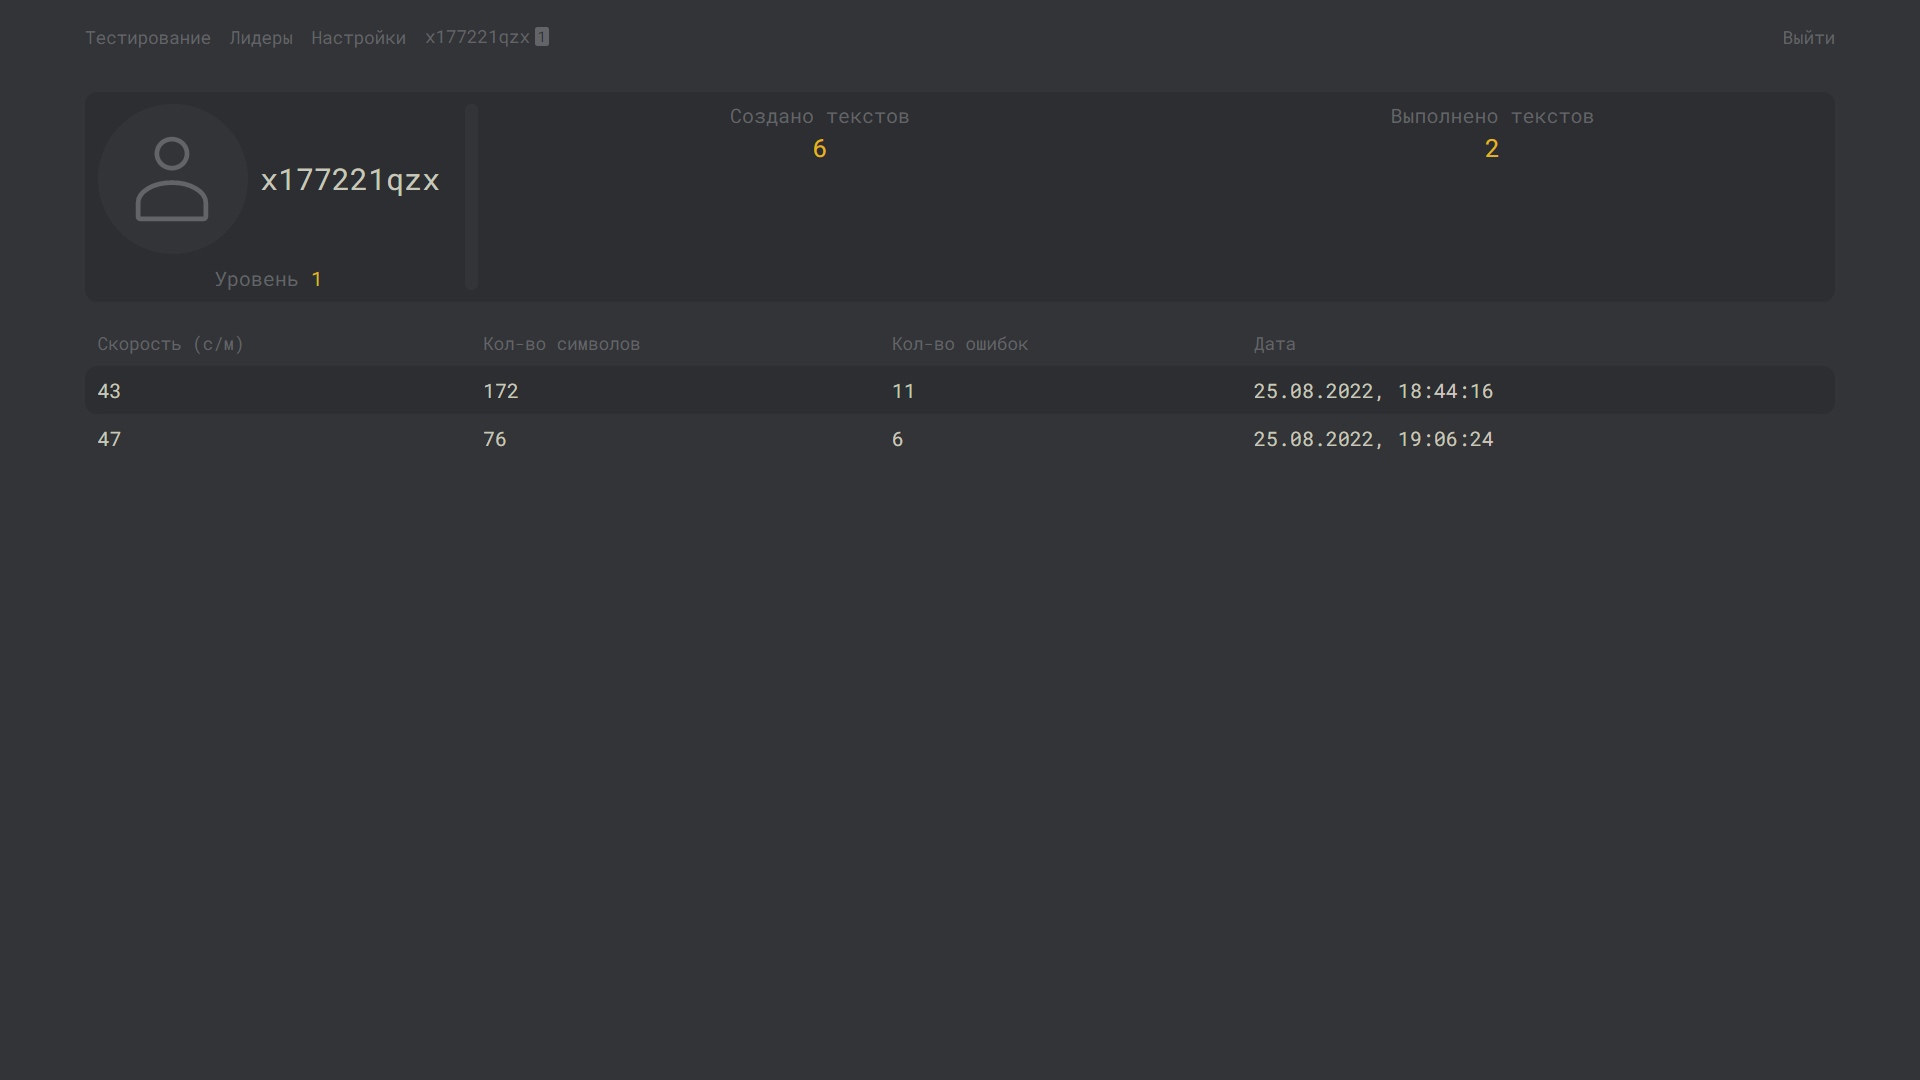 Тестирование Лидеры Настройки x177221qzx 1 Выйти
x177221qzx
Уровень 1
Создано текстов
6
Выполнено текстов
2
Скорость (с/м) Кол-во символов Кол-во ошибок Дата
43 172 11 25.08.2022, 18:44:16
47 76 6 25.08.2022, 19:06:24